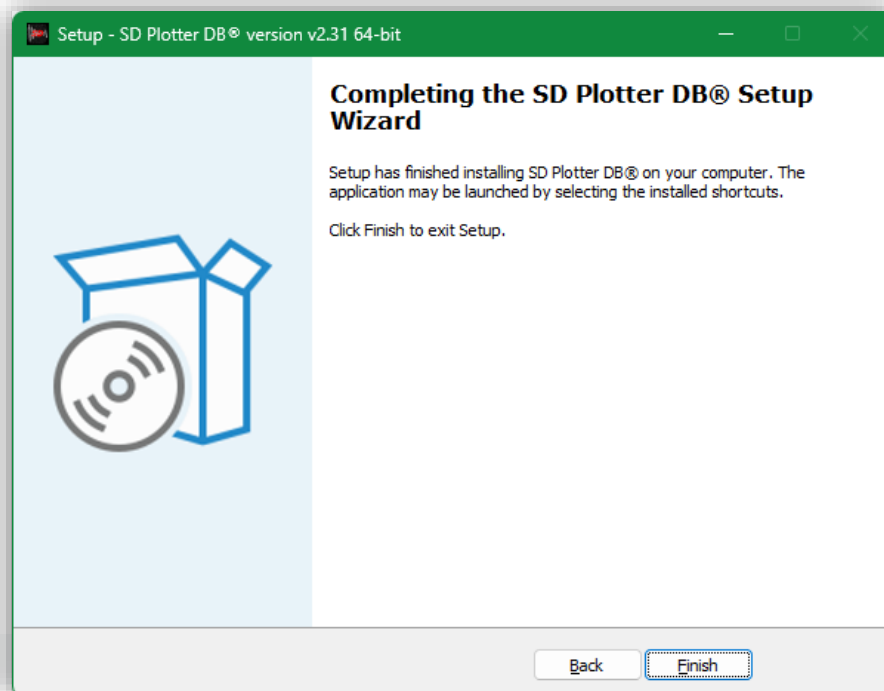 Setup - SD Plotter DB® version v2.31 64-bit
Completing the SD Plotter DB® Setup
Wizard
Setup has finished installing SD Plotter DB® on your computer. The
application may be launched by selecting the installed shortcuts.
Click Finish to exit Setup.
Back
Finish